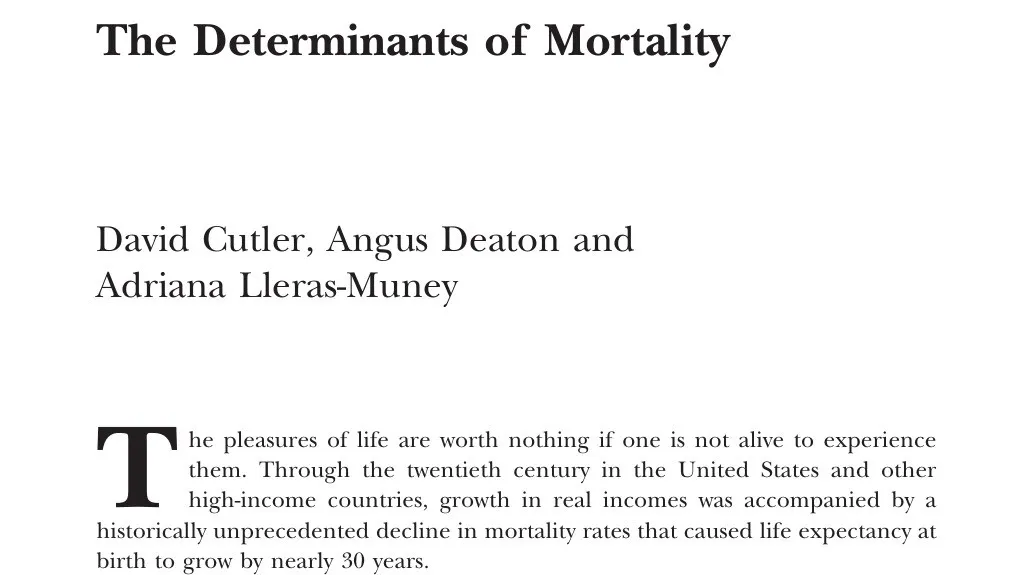 The Determinants of Mortality
David Cutler, Angus Deaton and
Adriana Lleras-Muney
The pleasures of life are worth nothing if one is not alive to experience
them. Through the twentieth century in the United States and other
high-income countries, growth in real incomes was accompanied by a
historically unprecedented decline in mortality rates that caused life expectancy at
birth to grow by nearly 30 years.